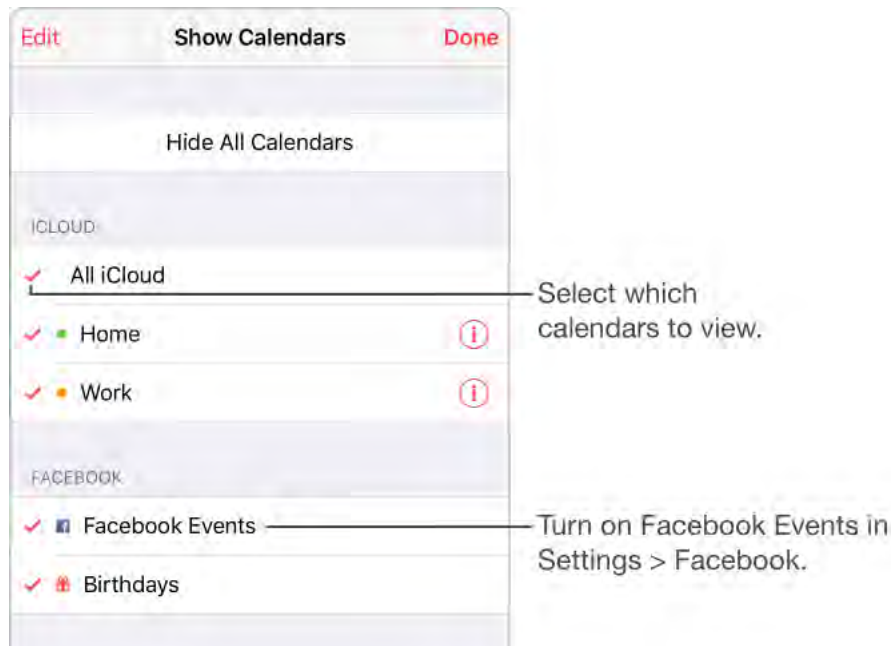 Edit Show Calendars Done
Hide All Calendars
ICLOUD
All iCloud
Select which
calendars to view.
Home
Work
FACEBOOK
Facebook Events
Turn on Facebook Events in
Settings > Facebook.
Birthdays